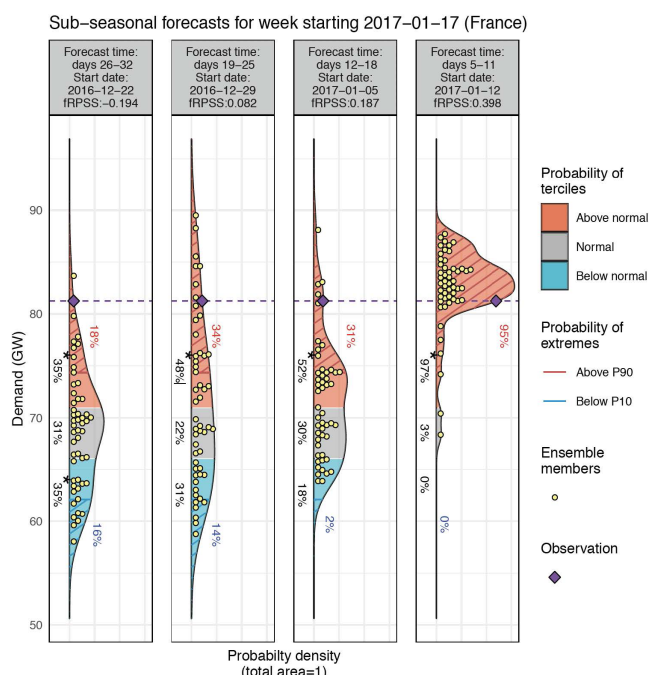 Sub−seasonal forecasts for week starting 2017−01−17 (France)
Forecast time:
days 26−32
Start date:
2016−12−22
fRPSS:−0.194
Forecast time:
days 19−25
Start date:
2016−12−29
fRPSS:0.082
Forecast time:
days 12−18
Start date:
2017−01−05
fRPSS:0.187
Forecast time:
days 5−11
Start date:
2017−01−12
fRPSS:0.398
Demand (GW)
90
80
70
60
50
18%
35%
31%
35%
16%
34%
48%
22%
31%
14%
31%
52%
30%
18%
2%
95%
97%
3%
0%
0%
Probabilty density
(total area=1)
Probability of
terciles
Above normal
Normal
Below normal
Probability of
extremes
Above P90
Below P10
Ensemble
members
Observation